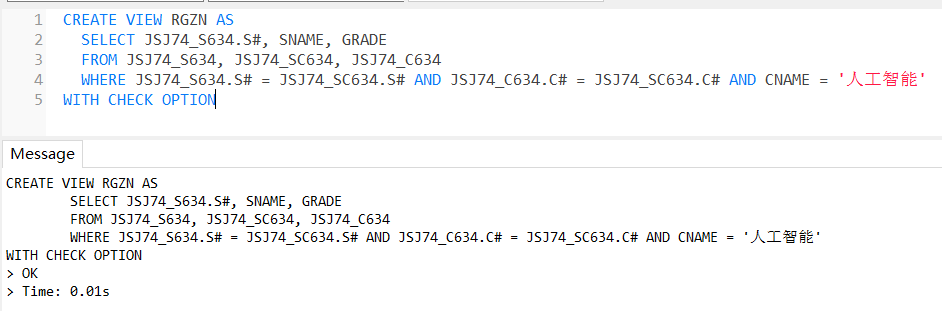 1 CREATE VIEW RGZN AS
2 SELECT JSJ74_S634.S#, SNAME, GRADE
3 FROM JSJ74_S634, JSJ74_SC634, JSJ74_C634
4 WHERE JSJ74_S634.S# = JSJ74_SC634.S# AND JSJ74_C634.C# = JSJ74_SC634.C# AND CNAME = '人工智能'
5 WITH CHECK OPTION
Message
CREATE VIEW RGZN AS
SELECT JSJ74_S634.S#, SNAME, GRADE
FROM JSJ74_S634, JSJ74_SC634, JSJ74_C634
WHERE JSJ74_S634.S# = JSJ74_SC634.S# AND JSJ74_C634.C# = JSJ74_SC634.C# AND CNAME = '人工智能'
WITH CHECK OPTION
> OK
> Time: 0.01s